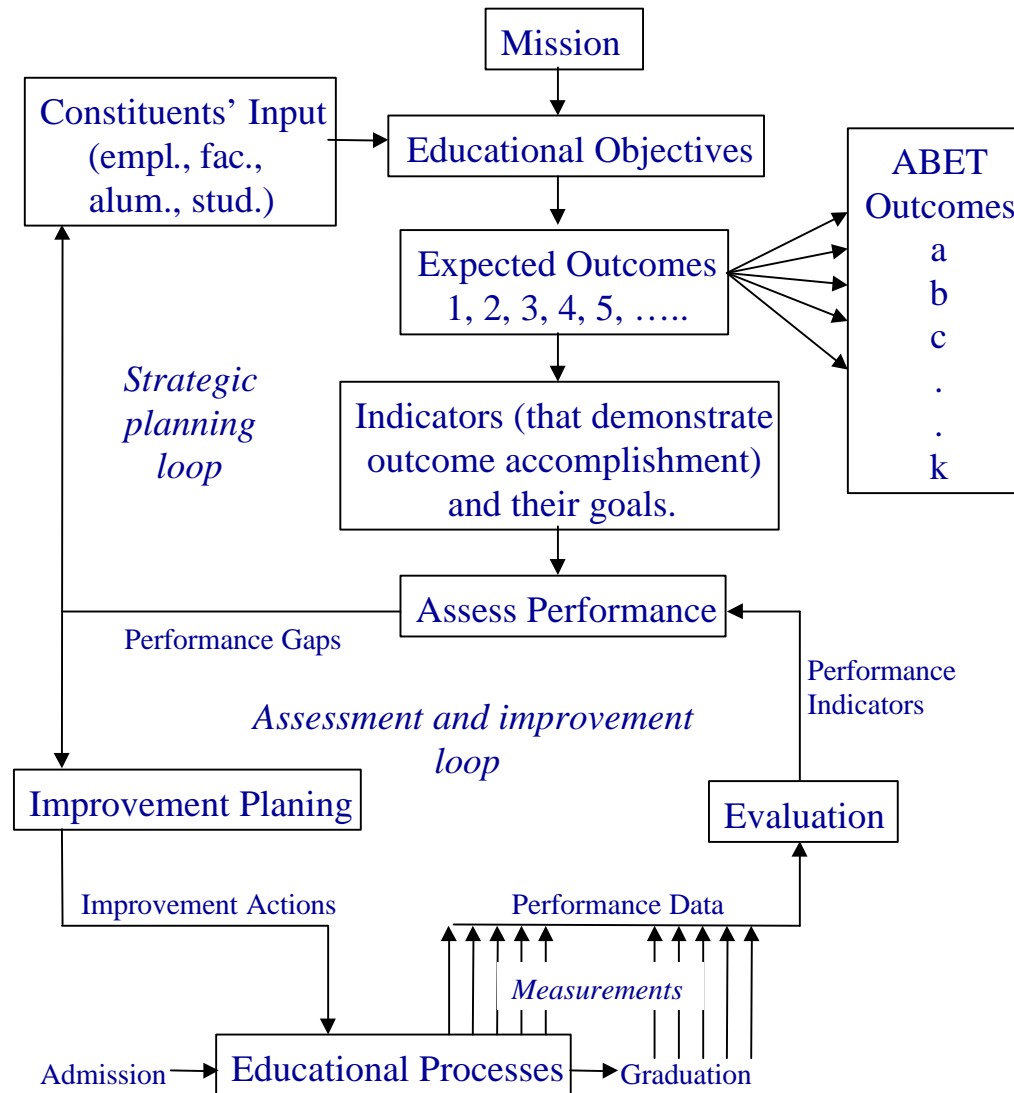 Mission
Constituents’ Input
(empl., fac.,
alum., stud.)
Educational Objectives
ABET
Outcomes
a
b
c
.
.
k
Expected Outcomes
1, 2, 3, 4, 5, …..
Strategic
planning
loop
Indicators (that demonstrate
outcome accomplishment)
and their goals.
Assess Performance
Performance Gaps
Performance
Indicators
Assessment and improvement
loop
Improvement Planing
Evaluation
Improvement Actions
Performance Data
Measurements
Admission
Educational Processes
Graduation